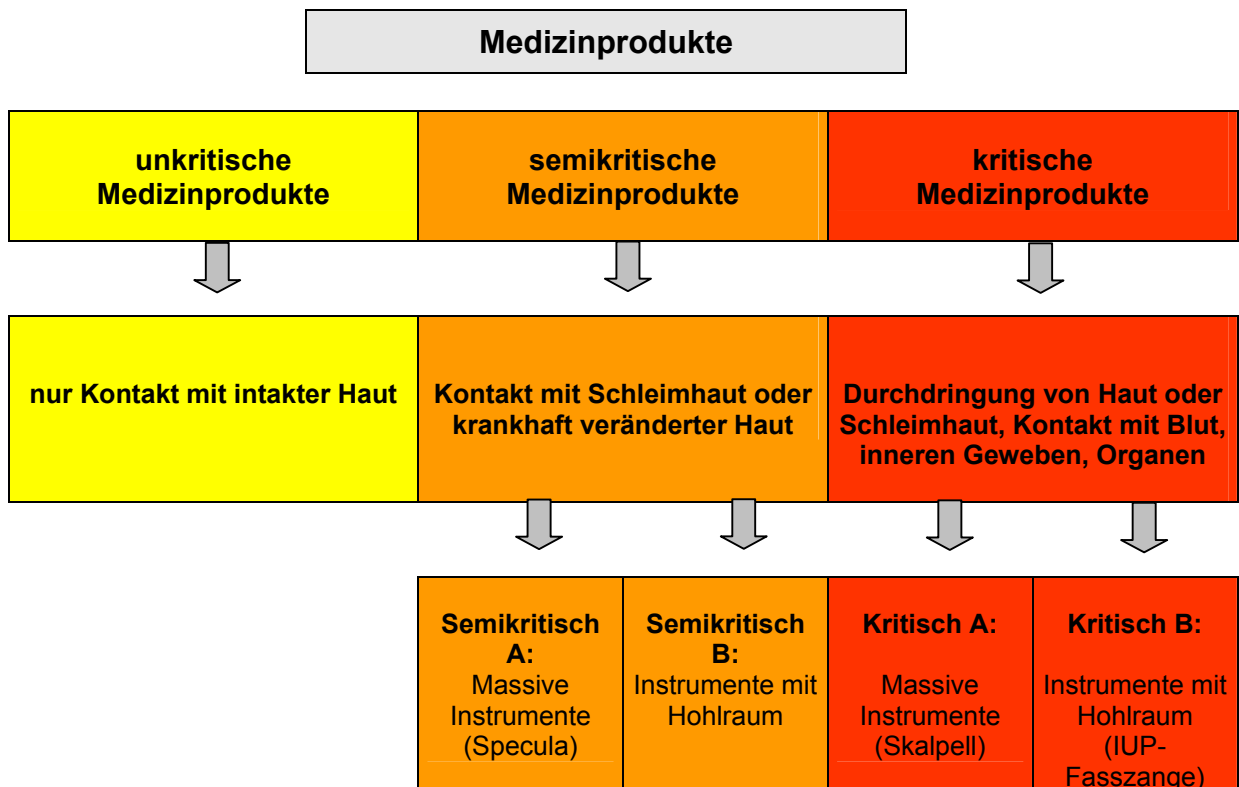 Medizinprodukte
unkritische
Medizinprodukte
semikritische
Medizinprodukte
kritische
Medizinprodukte
nur Kontakt mit intakter Haut
Kontakt mit Schleimhaut oder
krankhaft veränderter Haut
Durchdringung von Haut oder
Schleimhaut, Kontakt mit Blut,
inneren Geweben, Organen
Semikritisch
A:
Massive
Instrumente
(Specula)
Semikritisch
B:
Instrumente mit
Hohlraum
Kritisch A:
Massive
Instrumente
(Skalpell)
Kritisch B:
Instrumente mit
Hohlraum
(IUP-
Fasszange)